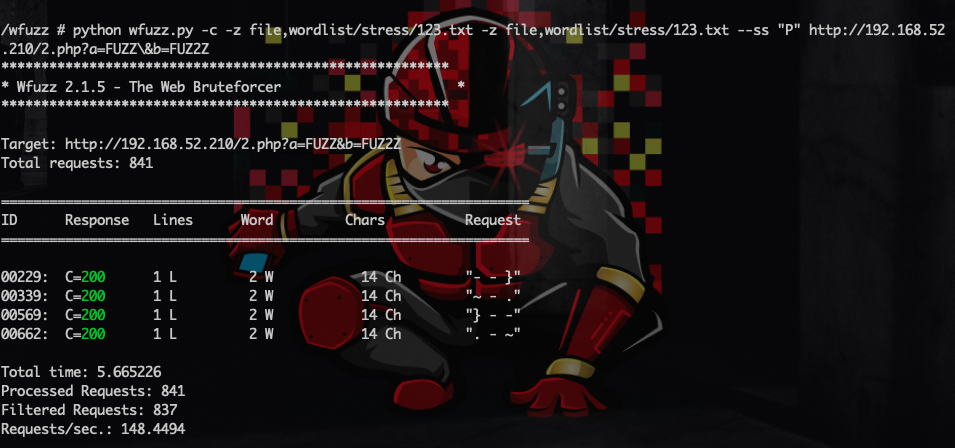 /wfuzz # python wfuzz.py -c -z file,wordlist/stress/123.txt -z file,wordlist/stress/123.txt --ss "P" http://192.168.52
.210/2.php?a=FUZZ\&b=FUZ2Z
********************************************************
* Wfuzz 2.1.5 - The Web Bruteforcer                      *
********************************************************
Target: http://192.168.52.210/2.php?a=FUZZ&b=FUZ2Z
Total requests: 841
==================================================================
ID Response Lines Word Chars Request
==================================================================
00229: C=200 1 L 2 W 14 Ch "- - }"
00339: C=200 1 L 2 W 14 Ch "~ - ."
00569: C=200 1 L 2 W 14 Ch "} - -"
00662: C=200 1 L 2 W 14 Ch ". - ~"
Total time: 5.665226
Processed Requests: 841
Filtered Requests: 837
Requests/sec.: 148.4494